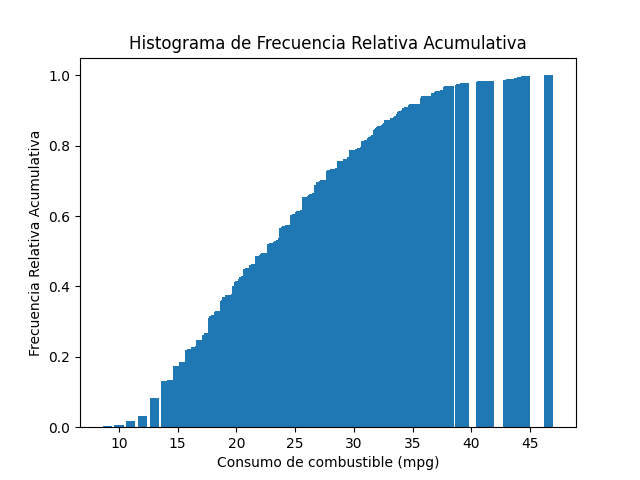 Histograma de Frecuencia Relativa Acumulativa
Frecuencia Relativa Acumulativa
1.0
0.8
0.6
0.4
0.2
0.0
10 15 20 25 30 35 40 45
Consumo de combustible (mpg)